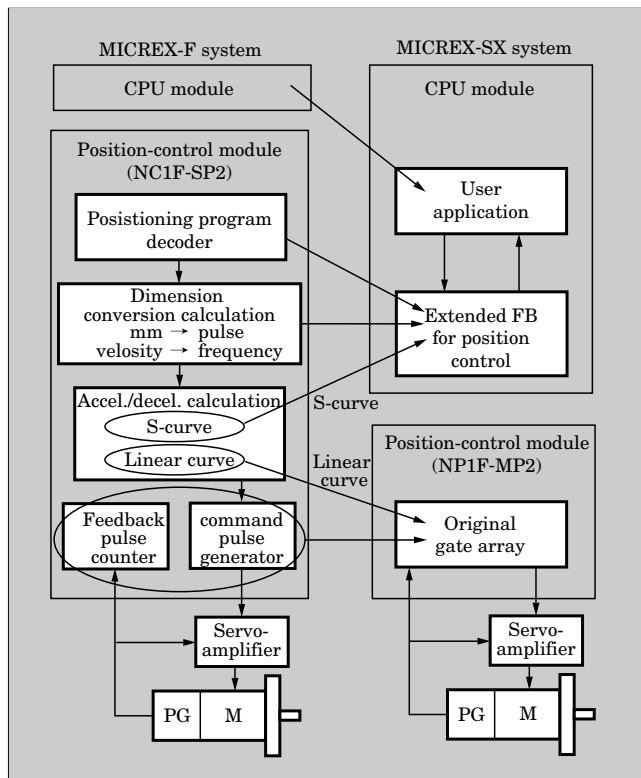 MICREX-F system
CPU module
Position-control module
(NC1F-SP2)
Posistioning program
decoder
Dimension
conversion calculation
mm → pulse
velosity → frequency
Accel./decel. calculation
S-curve
Linear curve
Feedback
pulse
counter
command
pulse
generator
Servo-
amplifier
PG
M
MICREX-SX system
CPU module
User
application
Extended FB
for position
control
S-curve
Linear
curve
Position-control module
(NP1F-MP2)
Original
gate array
Servo-
amplifier
PG
M